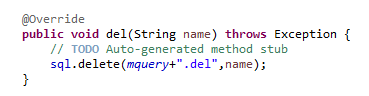 @Override
public void del(String name) throws Exception {
    // TODO Auto-generated method stub
    sql.delete(mquery+".del",name);
}